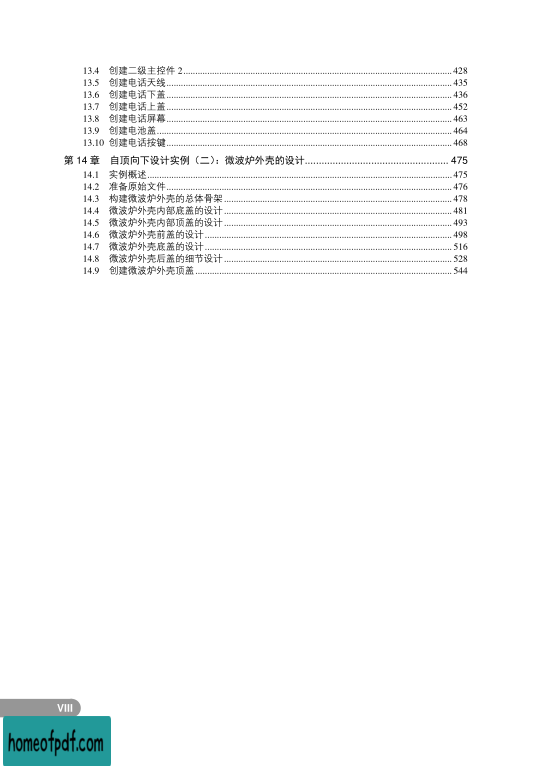 13.4 创建二级主控件 2 428
13.5 创建电话天线 435
13.6 创建电话下盖 436
13.7 创建电话上盖 452
13.8 创建电话屏幕 463
13.9 创建电池盖 464
13.10 创建电话按键 468
第 14 章 自顶向下设计实例（二）：微波炉外壳的设计 475
14.1 实例概述 475
14.2 准备原始文件 476
14.3 构建微波炉外壳的总体骨架 478
14.4 微波炉外壳内部底盖的设计 481
14.5 微波炉外壳内部顶盖的设计 493
14.6 微波炉外壳前盖的设计 498
14.7 微波炉外壳底盖的设计 516
14.8 微波炉外壳后盖的细节设计 528
14.9 创建微波炉外壳顶盖 544
VIII
homeofpdf.com